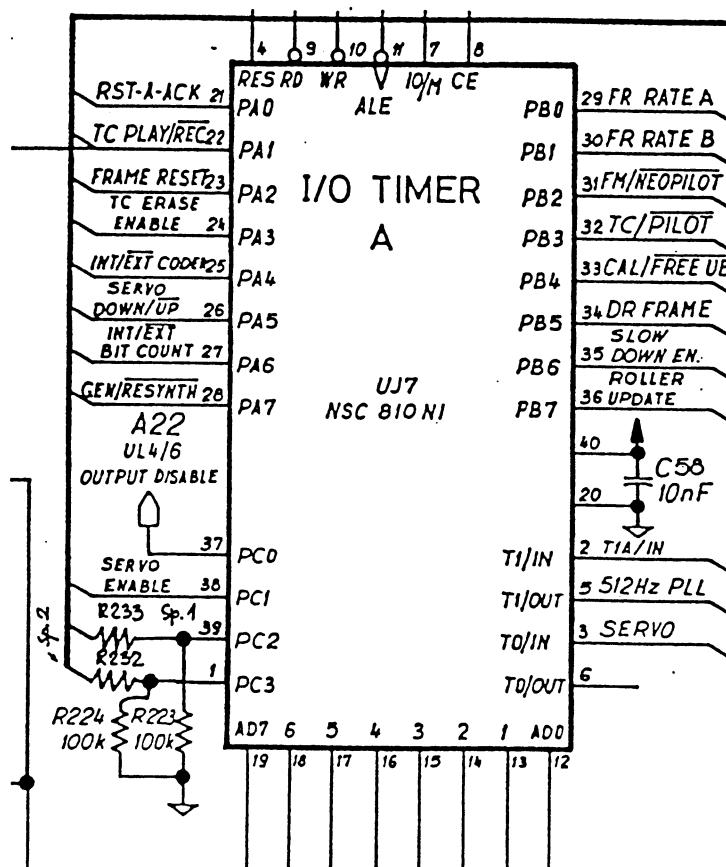 4 9 10 11 7 8
RES RD WR ALE IO/M CE
RST-A-ACK 21 PA0
TC PLAY/REC 22 PA1
FRAME RESET 23 PA2
TC ERASE
ENABLE 24 PA3
INT/EXT CODER 25 PA4
SERVO
DOWN/UP 26 PA5
INT/EXT
BIT COUNT 27 PA6
GEN/RESYNTH 28 PA7
I/O TIMER
A
UJ7
NSC 810 NI
PB0 29 FR RATE A
PB1 30 FR RATE B
PB2 31 FM/NEOPILOT
PB3 32 TC/PILOT
PB4 33 CAL/FREE UB
PB5 34 DR FRAME
SLOW
PB6 35 DOWN EN.
ROLLER
PB7 36 UPDATE
A22
UL4/6
OUTPUT DISABLE
40
C58
10nF
20
37 PC0
SERVO
ENABLE 38 PC1
R233 Sp.1 39 PC2
Sp.2
R232 1 PC3
R224
100k
R223
100k
T1/IN 2 T1A/IN
T1/OUT 5 512Hz PLL
T0/IN 3 SERVO
T0/OUT 6
AD7 6 5 4 3 2 1 AD0
19 18 17 16 15 14 13 12